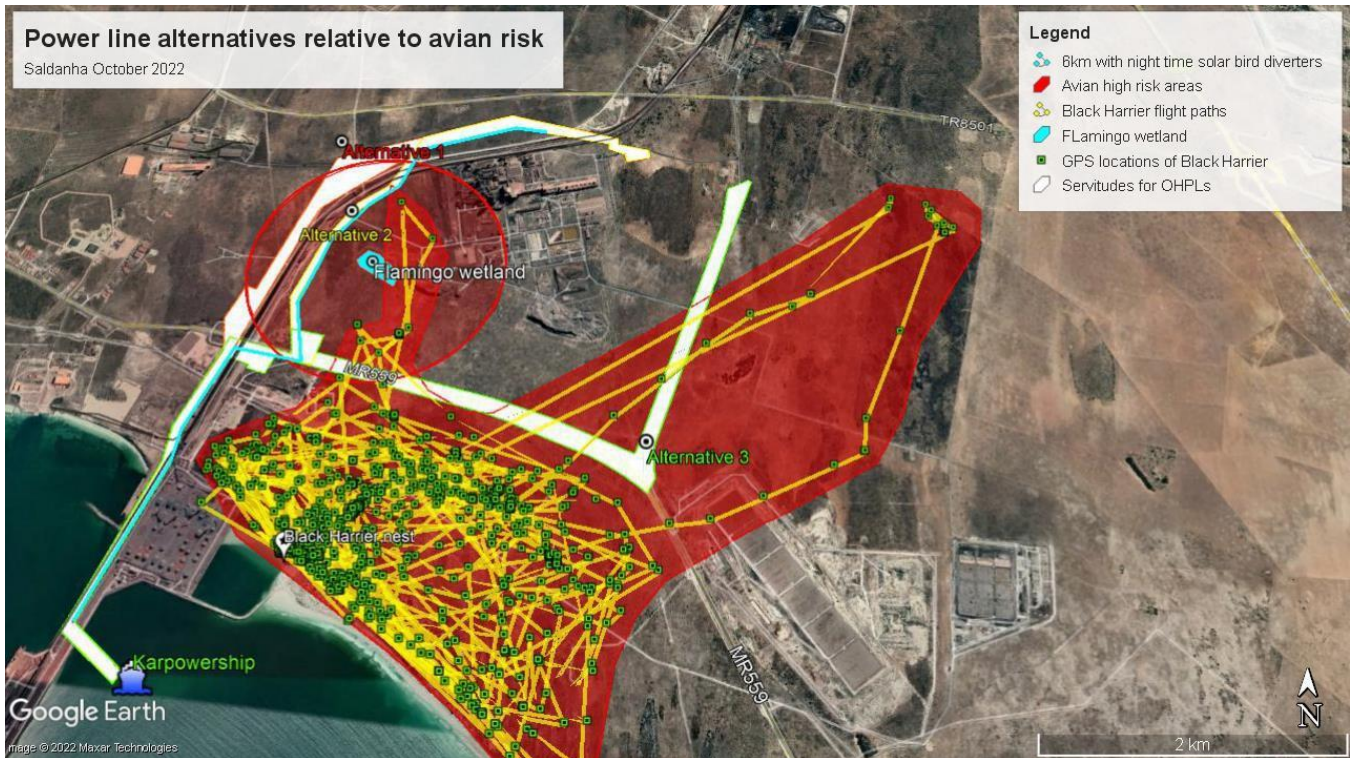 Power line alternatives relative to avian risk
Saldanha October 2022
Legend
6km with night time solar bird diverters
Avian high risk areas
Black Harrier flight paths
FLamingo wetland
GPS locations of Black Harrier
Servitudes for OHPLs
TR8501
Alternative 1
Alternative 2
Flamingo wetland
MR559
Alternative 3
Black Harrier nest
MR559
Karpowership
Google Earth
N
mage © 2022 Maxar Technologies
2 km